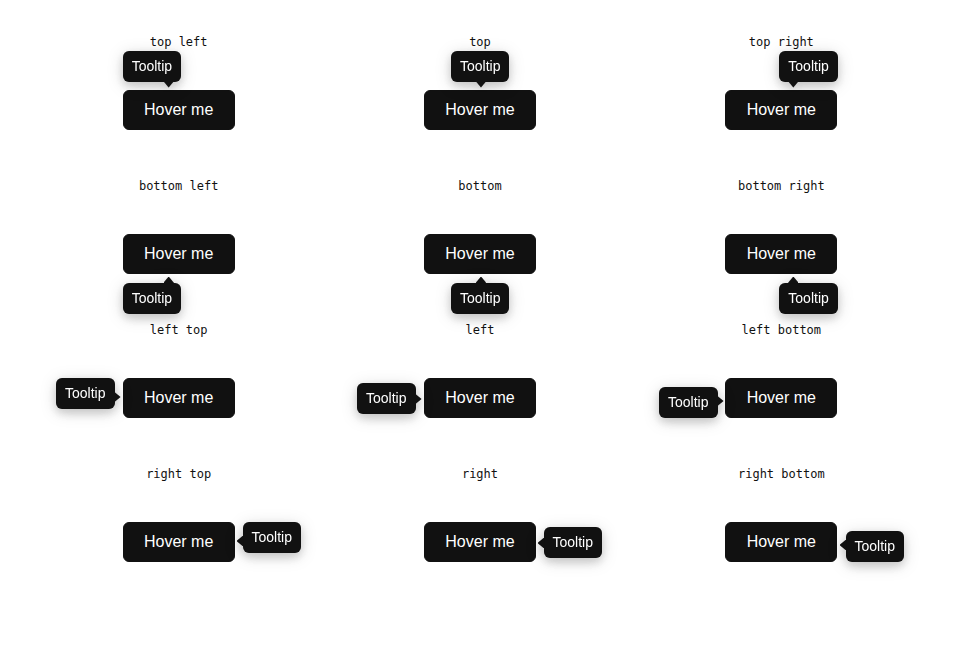 top left
top
top right
Tooltip
Tooltip
Tooltip
Hover me
Hover me
Hover me
bottom left
bottom
bottom right
Hover me
Hover me
Hover me
Tooltip
Tooltip
Tooltip
left top
left
left bottom
Tooltip
Hover me
Tooltip
Hover me
Tooltip
Hover me
right top
right
right bottom
Hover me
Tooltip
Hover me
Tooltip
Hover me
Tooltip